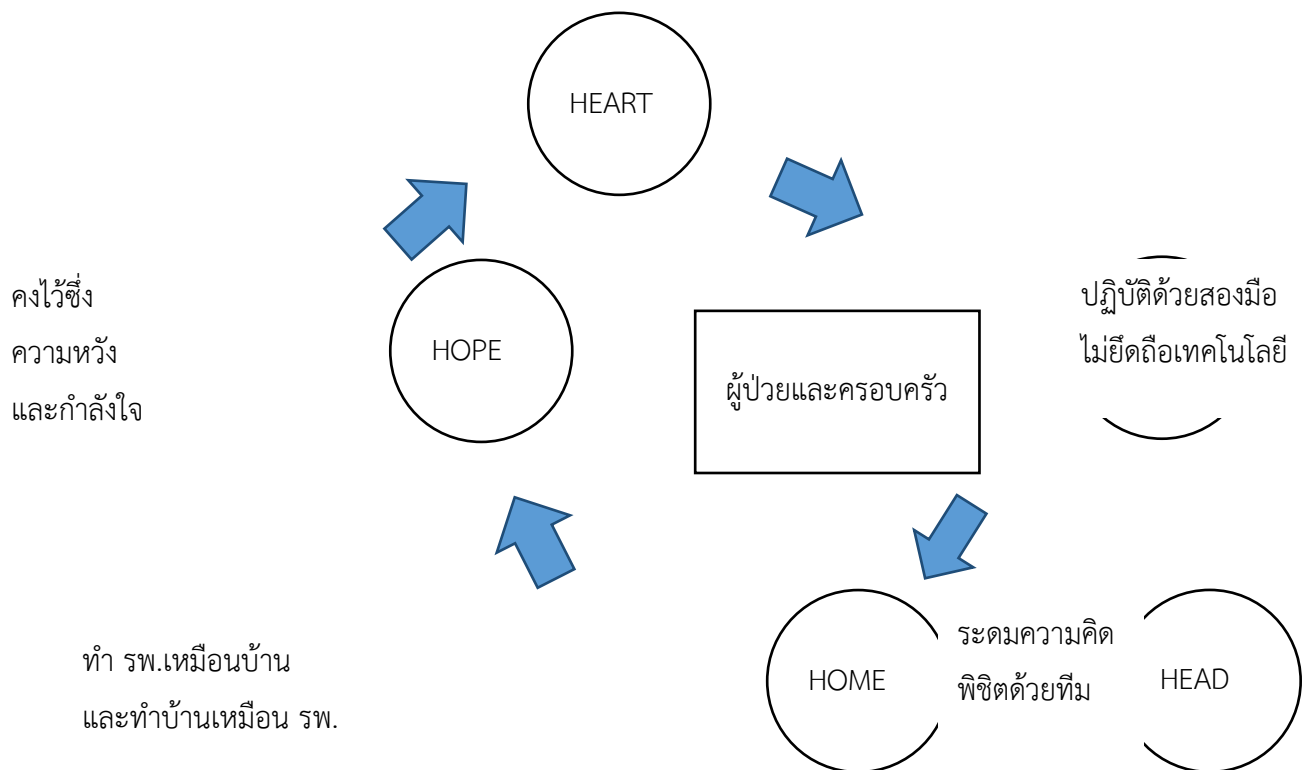 HEART
คงไว้ซึ่ง
ความหวัง
และกำลังใจ
HOPE
ผู้ป่วยและครอบครัว
ปฏิบัติด้วยสองมือ
ไม่ยึดถือเทคโนโลยี
ทำ รพ.เหมือนบ้าน
และทำบ้านเหมือน รพ.
HOME
ระดมความคิด
พิชิตด้วยทีม
HEAD